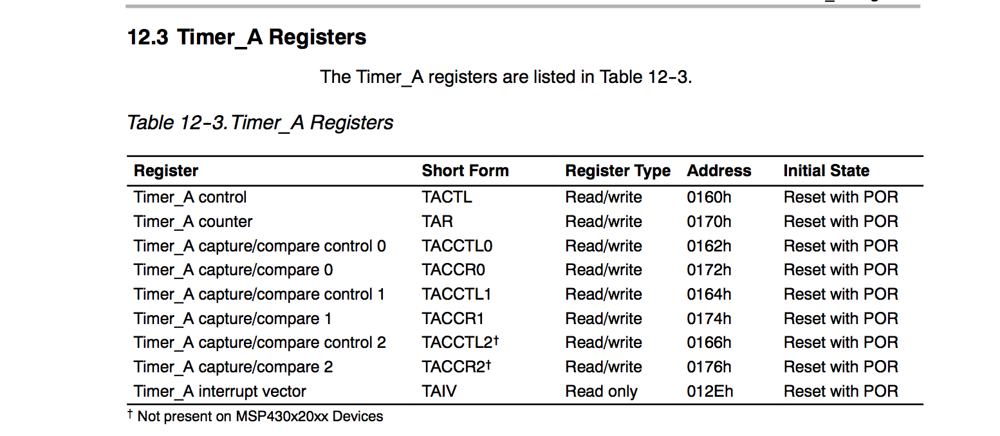 12.3 Timer_A Registers
The Timer_A registers are listed in Table 12-3.
Table 12-3. Timer_A Registers
Register Short Form Register Type Address Initial State
Timer_A control TACTL Read/write 0160h Reset with POR
Timer_A counter TAR Read/write 0170h Reset with POR
Timer_A capture/compare control 0 TACCTL0 Read/write 0162h Reset with POR
Timer_A capture/compare 0 TACCR0 Read/write 0172h Reset with POR
Timer_A capture/compare control 1 TACCTL1 Read/write 0164h Reset with POR
Timer_A capture/compare 1 TACCR1 Read/write 0174h Reset with POR
Timer_A capture/compare control 2 TACCTL2† Read/write 0166h Reset with POR
Timer_A capture/compare 2 TACCR2† Read/write 0176h Reset with POR
Timer_A interrupt vector TAIV Read only 012Eh Reset with POR
† Not present on MSP430x20xx Devices